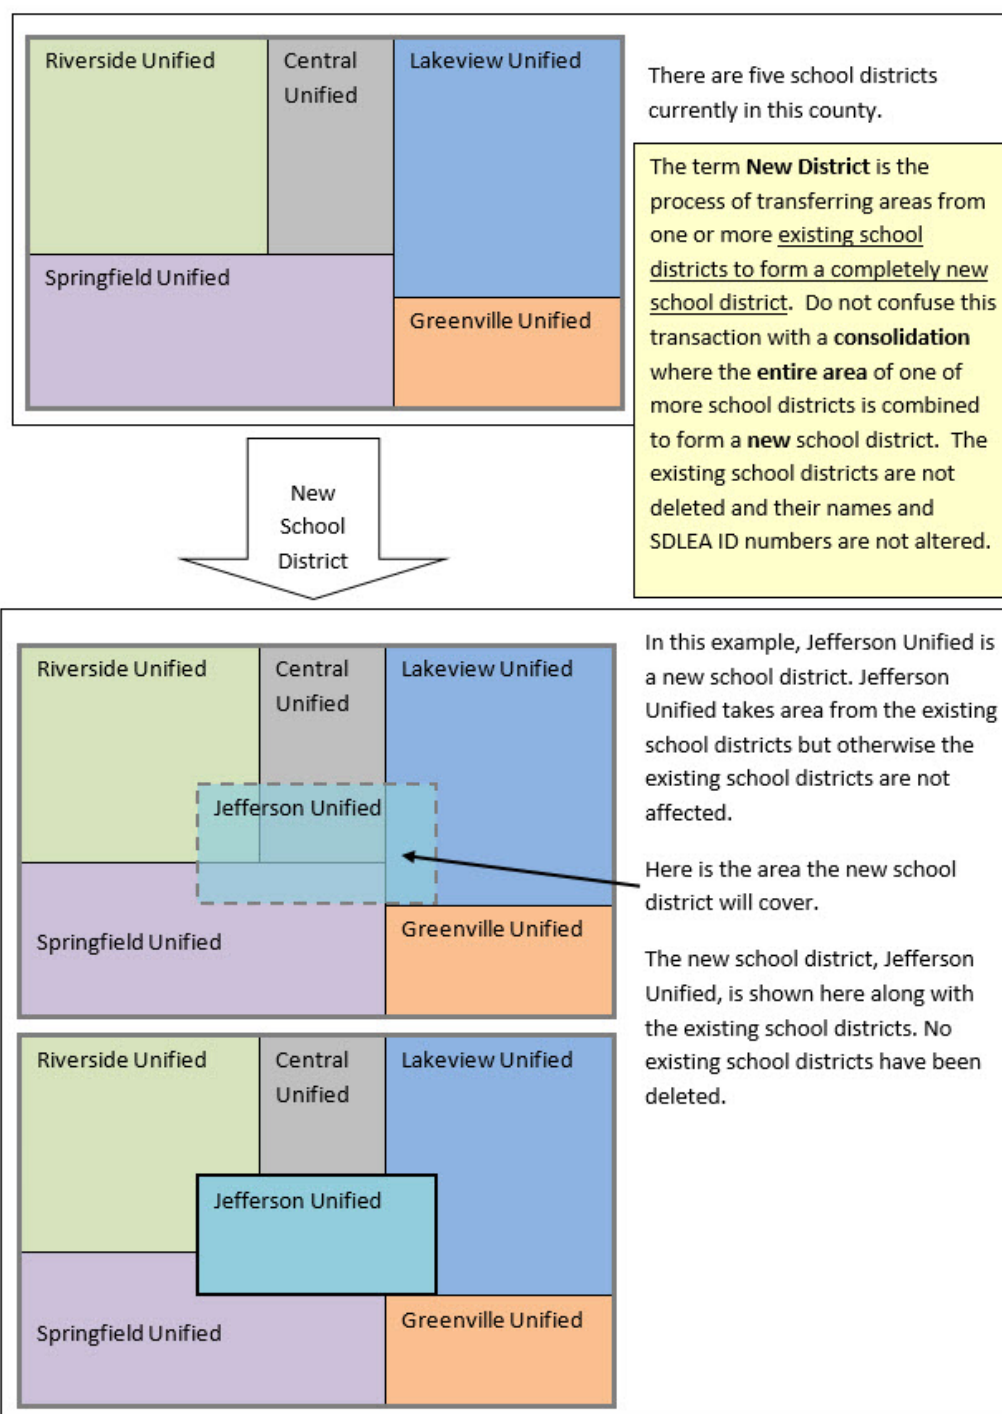 Riverside Unified
Central
Unified
Lakeview Unified
Springfield Unified
Greenville Unified
There are five school districts
currently in this county.
The term New District is the
process of transferring areas from
one or more existing school
districts to form a completely new
school district. Do not confuse this
transaction with a consolidation
where the entire area of one of
more school districts is combined
to form a new school district. The
existing school districts are not
deleted and their names and
SDLEA ID numbers are not altered.
New
School
District
Riverside Unified
Central
Unified
Lakeview Unified
Jefferson Unified
Springfield Unified
Greenville Unified
In this example, Jefferson Unified is
a new school district. Jefferson
Unified takes area from the existing
school districts but otherwise the
existing school districts are not
affected.
Here is the area the new school
district will cover.
The new school district, Jefferson
Unified, is shown here along with
the existing school districts. No
existing school districts have been
deleted.
Riverside Unified
Central
Unified
Lakeview Unified
Jefferson Unified
Springfield Unified
Greenville Unified